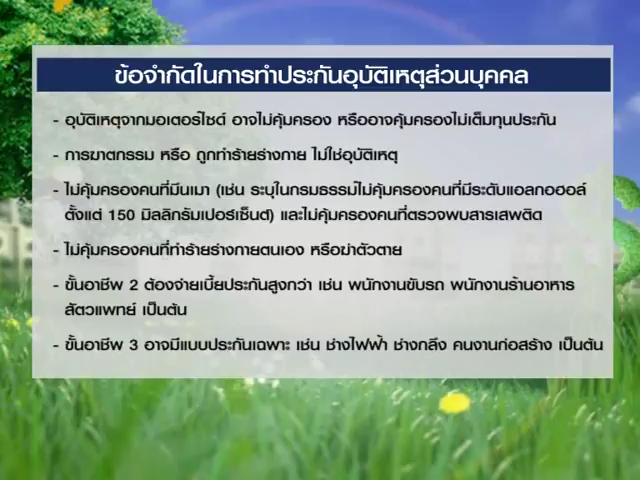 ข้อจำกัดในการทำประกันอุบัติเหตุส่วนบุคคล
- อุบัติเหตุจากมอเตอร์ไซด์ อาจไม่คุ้มครอง หรืออาจคุ้มครองไม่เต็มทุนประกัน
- การฆาตกรรม หรือ ถูกทำร้ายร่างกาย ไม่ใช่อุบัติเหตุ
- ไม่คุ้มครองคนที่มึนเมา (เช่น ระบุในกรมธรรม์ไม่คุ้มครองคนที่มีระดับแอลกอฮอล์
ตั้งแต่ 150 มิลลิกรัมเปอร์เซ็นต์) และไม่คุ้มครองคนที่ตรวจพบสารเสพติด
- ไม่คุ้มครองคนที่ทำร้ายร่างกายตนเอง หรือฆ่าตัวตาย
- ขั้นอาชีพ 2 ต้องจ่ายเบี้ยประกันสูงกว่า เช่น พนักงานขับรถ พนักงานร้านอาหาร
สัตวแพทย์ เป็นต้น
- ขั้นอาชีพ 3 อาจมีแบบประกันเฉพาะ เช่น ช่างไฟฟ้า ช่างกลึง คนงานก่อสร้าง เป็นต้น